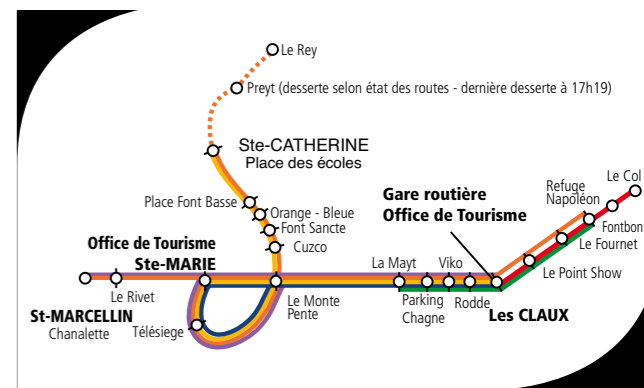 Le Rey
Preyt (desserte selon état des routes - dernière desserte à 17h19)
Ste-CATHERINE
Place des écoles
Place Font Basse
Orange - Bleue
Font Sancte
Cuzco
Office de Tourisme
Ste-MARIE
Le Rivet
St-MARCELLIN
Chanalette
Télésiege
Le Monte
Pente
La Mayt
Viko
Parking
Chagne
Rodde
Gare routière
Office de Tourisme
Les CLAUX
Le Col
Refuge
Napoléon
Fontbon
Le Fournet
Le Point Show